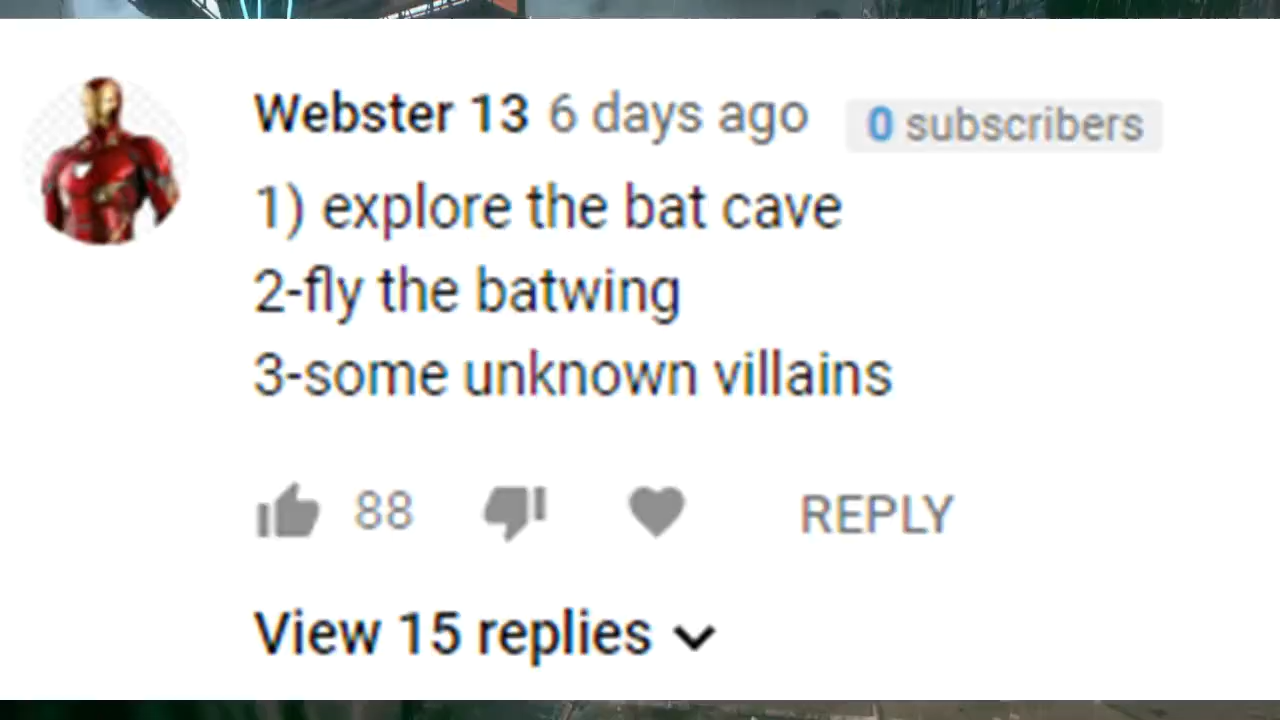 Webster 13 6 days ago 0 subscribers
1) explore the bat cave
2-fly the batwing
3-some unknown villains
88 REPLY
View 15 replies